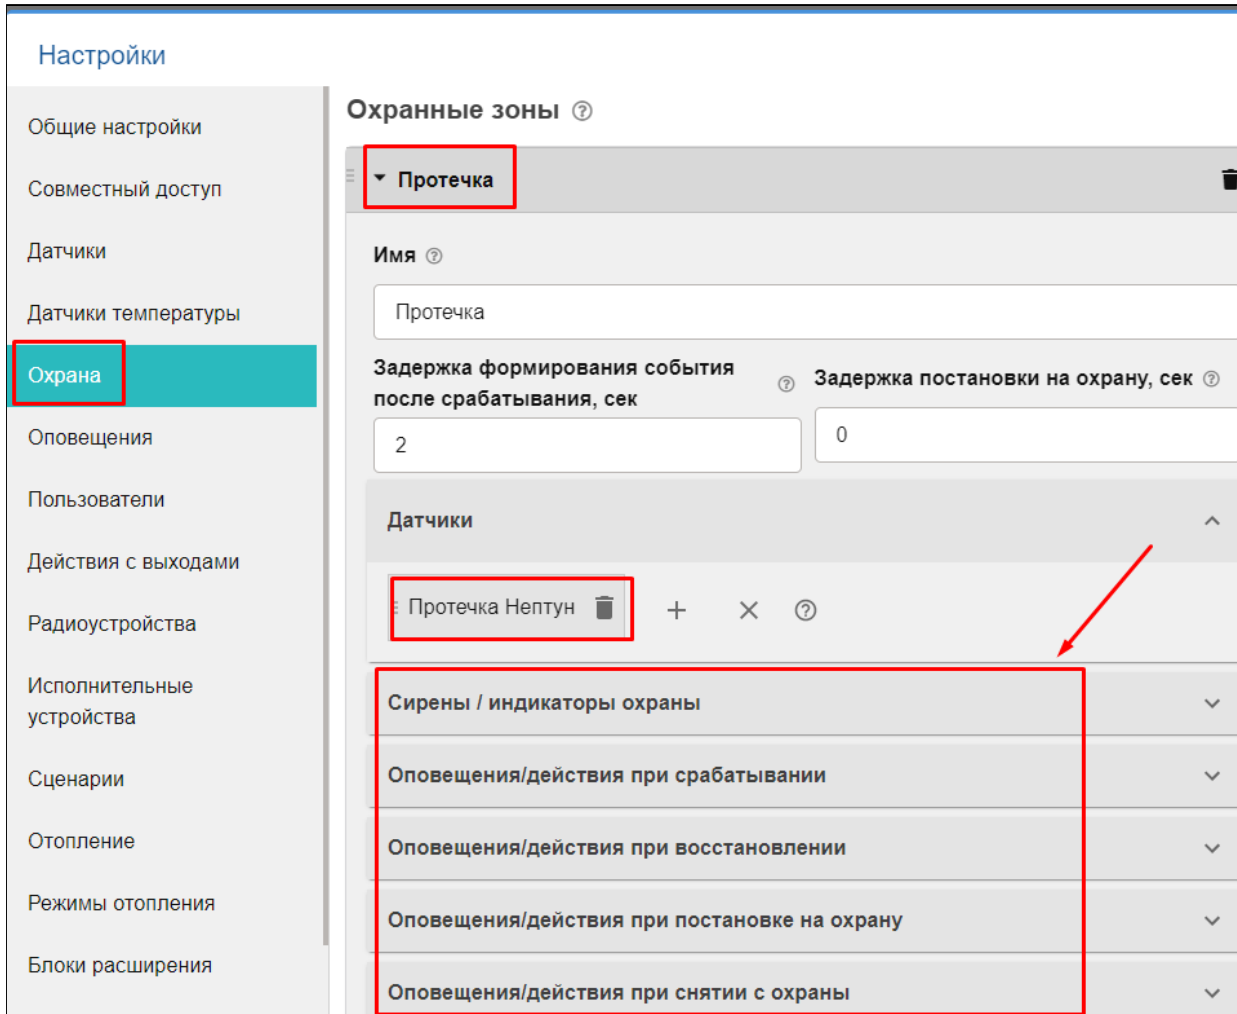 Настройки
Общие настройки
Совместный доступ
Датчики
Датчики температуры
Охрана
Оповещения
Пользователи
Действия с выходами
Радиоустройства
Исполнительные
устройства
Сценарии
Отопление
Режимы отопления
Блоки расширения
Охранные зоны ?
Протечка
Имя ?
Протечка
Задержка формирования события
после срабатывания, сек ?
2
Задержка постановки на охрану, сек ?
0
Датчики
Протечка Нептун + × ?
Сирены / индикаторы охраны
Оповещения/действия при срабатывании
Оповещения/действия при восстановлении
Оповещения/действия при постановке на охрану
Оповещения/действия при снятии с охраны